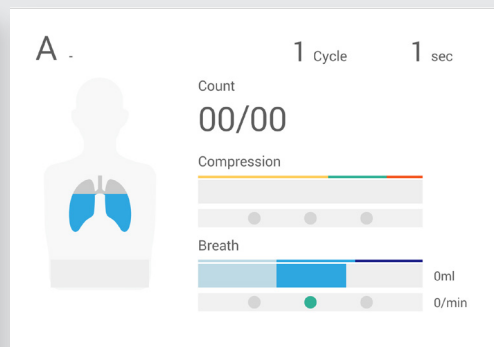 A -
1 Cycle 1 sec
Count
00/00
Compression
Breath
0ml
0/min